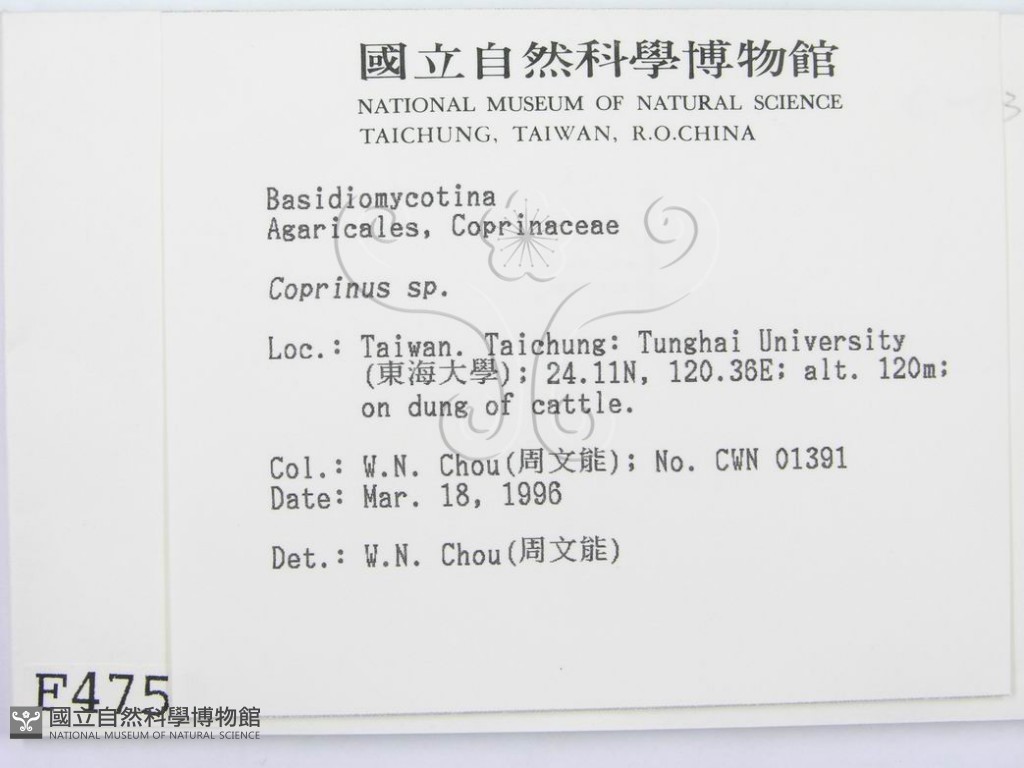 國立自然科學博物館
NATIONAL MUSEUM OF NATURAL SCIENCE
TAICHUNG, TAIWAN, R.O.CHINA
Basidiomycotina
Agaricales, Coprinaceae
Coprinus sp.
Loc.: Taiwan. Taichung: Tunghai University
(東海大學); 24.11N, 120.36E; alt. 120m;
on dung of cattle.
Col.: W.N. Chou(周文能); No. CWN 01391
Date: Mar. 18, 1996
Det.: W.N. Chou(周文能)
F475
國立自然科學博物館
NATIONAL MUSEUM OF NATURAL SCIENCE